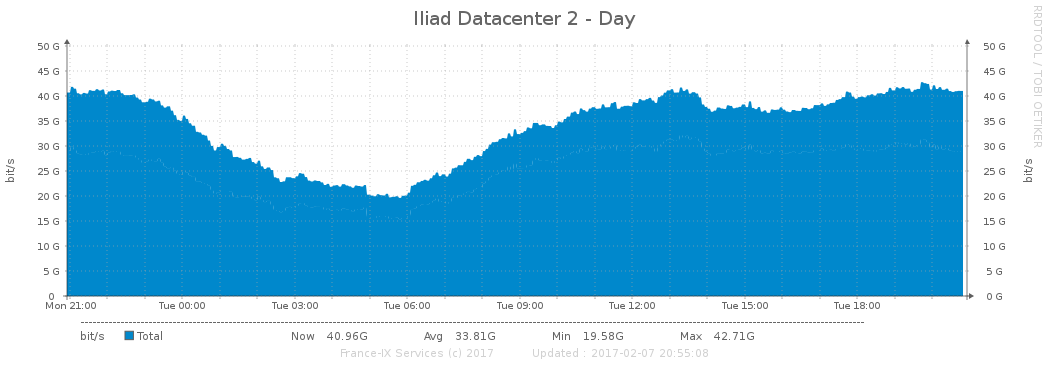 Iliad Datacenter 2 - Day
RRDTOOL / TOBI OETIKER
50 G 50 G
45 G 45 G
40 G 40 G
35 G 35 G
30 G 30 G
25 G 25 G
20 G 20 G
15 G 15 G
10 G 10 G
5 G 5 G
0 0 G
bit/s
bit/s
Mon 21:00 Tue 00:00 Tue 03:00 Tue 06:00 Tue 09:00 Tue 12:00 Tue 15:00 Tue 18:00
bit/s Total Now 40.96G Avg 33.81G Min 19.58G Max 42.71G
France-IX Services (c) 2017 Updated : 2017-02-07 20:55:08